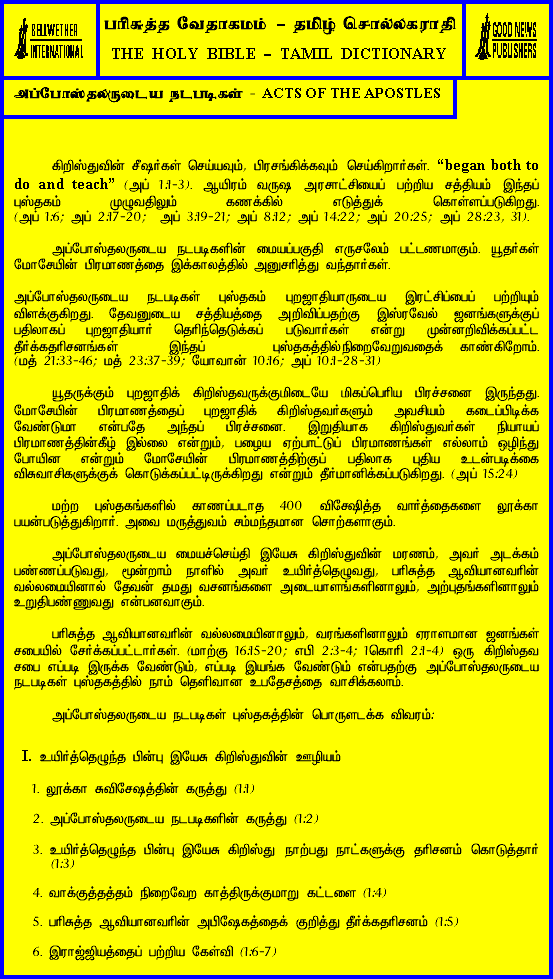 BELLWETHER
INTERNATIONAL
பரிசுத்த வேதாகமம் – தமிழ் சொல்லகராதி
THE HOLY BIBLE – TAMIL DICTIONARY
GOOD NEWS
PUBLISHERS
அப்போஸ்தலருடைய நடபடிகள் - ACTS OF THE APOSTLES
கிறிஸ்துவின் சீஷர்கள் செய்யவும், பிரசங்கிக்கவும் செய்கிறார்கள். “began both to
do and teach” (அப் 1:1-3). ஆயிரம் வருஷ அரசாட்சியைப் பற்றிய சத்தியம் இந்தப்
புஸ்தகம் முழுவதிலும் கணக்கில் எடுத்துக் கொள்ளப்படுகிறது.
(அப் 1:6; அப் 2:17-20; அப் 3:19-21; அப் 8:12; அப் 14:22; அப் 20:25; அப் 28:23, 31).
அப்போஸ்தலருடைய நடபடிகளின் மையப்பகுதி எருசலேம் பட்டணமாகும். யூதர்கள்
மோசேயின் பிரமாணத்தை இக்காலத்தில் அனுசரித்து வந்தார்கள்.
அப்போஸ்தலருடைய நடபடிகள் புஸ்தகம் புறஜாதியாருடைய இரட்சிப்பைப் பற்றியும்
விளக்குகிறது. தேவனுடைய சத்தியத்தை அறிவிப்பதற்கு இஸ்ரவேல் ஜனங்களுக்குப்
பதிலாகப் புறஜாதியார் தெரிந்தெடுக்கப் படுவார்கள் என்று முன்னறிவிக்கப்பட்ட
தீர்க்கதரிசனங்கள் இந்தப் புஸ்தகத்தில்நிறைவேறுவதைக் காண்கிறோம்.
(மத் 21:33-46; மத் 23:37-39; யோவான் 10:16; அப் 10:1-28-31)
யூதருக்கும் புறஜாதிக் கிறிஸ்தவருக்குமிடையே மிகப்பெரிய பிரச்சனை இருந்தது.
மோசேயின் பிரமாணத்தைப் புறஜாதிக் கிறிஸ்தவர்களும் அவசியம் கடைப்பிடிக்க
வேண்டுமா என்பதே அந்தப் பிரச்சனை. இறுதியாக கிறிஸ்துவர்கள் நியாயப்
பிரமாணத்தின்கீழ் இல்லை என்றும், பழைய ஏற்பாட்டுப் பிரமாணங்கள் எல்லாம் ஒழிந்து
போயின என்றும் மோசேயின் பிரமாணத்திற்குப் பதிலாக புதிய உடன்படிக்கை
விசுவாசிகளுக்குக் கொடுக்கப்பட்டிருக்கிறது என்றும் தீர்மானிக்கப்படுகிறது. (அப் 15:24)
மற்ற புஸ்தகங்களில் காணப்படாத 400 விசேஷித்த வார்த்தைகளை லூக்கா
பயன்படுத்துகிறார். அவை மருத்துவம் சம்மந்தமான சொற்களாகும்.
அப்போஸ்தலருடைய மையச்செய்தி இயேசு கிறிஸ்துவின் மரணம், அவர் அடக்கம்
பண்ணப்படுவது, மூன்றாம் நாளில் அவர் உயிர்த்தெழுவது, பரிசுத்த ஆவியானவரின்
வல்லமையினால் தேவன் தமது வசனங்களை அடையாளங்களினாலும், அற்புதங்களினாலும்
உறுதிபண்ணுவது என்பனவாகும்.
பரிசுத்த ஆவியானவரின் வல்லமையினாலும், வரங்களினாலும் ஏராளமான ஜனங்கள்
சபையில் சேர்க்கப்பட்டார்கள். (மாற்கு 16:15-20; எபி 2:3-4; 1கொரி 2:1-4) ஒரு கிறிஸ்தவ
சபை எப்படி இருக்க வேண்டும், எப்படி இயங்க வேண்டும் என்பதற்கு அப்போஸ்தலருடைய
நடபடிகள் புஸ்தகத்தில் நாம் தெளிவான உபதேசத்தை வாசிக்கலாம்.
அப்போஸ்தலருடைய நடபடிகள் புஸ்தகத்தின் பொருளடக்க விவரம்:
I. உயிர்த்தெழுந்த பின்பு இயேசு கிறிஸ்துவின் ஊழியம்
1. லூக்கா சுவிசேஷத்தின் கருத்து (1:1)
2. அப்போஸ்தலருடைய நடபடிகளின் கருத்து (1:2)
3. உயிர்த்தெழுந்த பின்பு இயேசு கிறிஸ்து நாற்பது நாட்களுக்கு தரிசனம் கொடுத்தார்
(1:3)
4. வாக்குத்தத்தம் நிறைவேற காத்திருக்குமாறு கட்டளை (1:4)
5. பரிசுத்த ஆவியானவரின் அபிஷேகத்தைக் குறித்து தீர்க்கதரிசனம் (1:5)
6. இராஜ்ஜியத்தைப் பற்றிய கேள்வி (1:6-7)